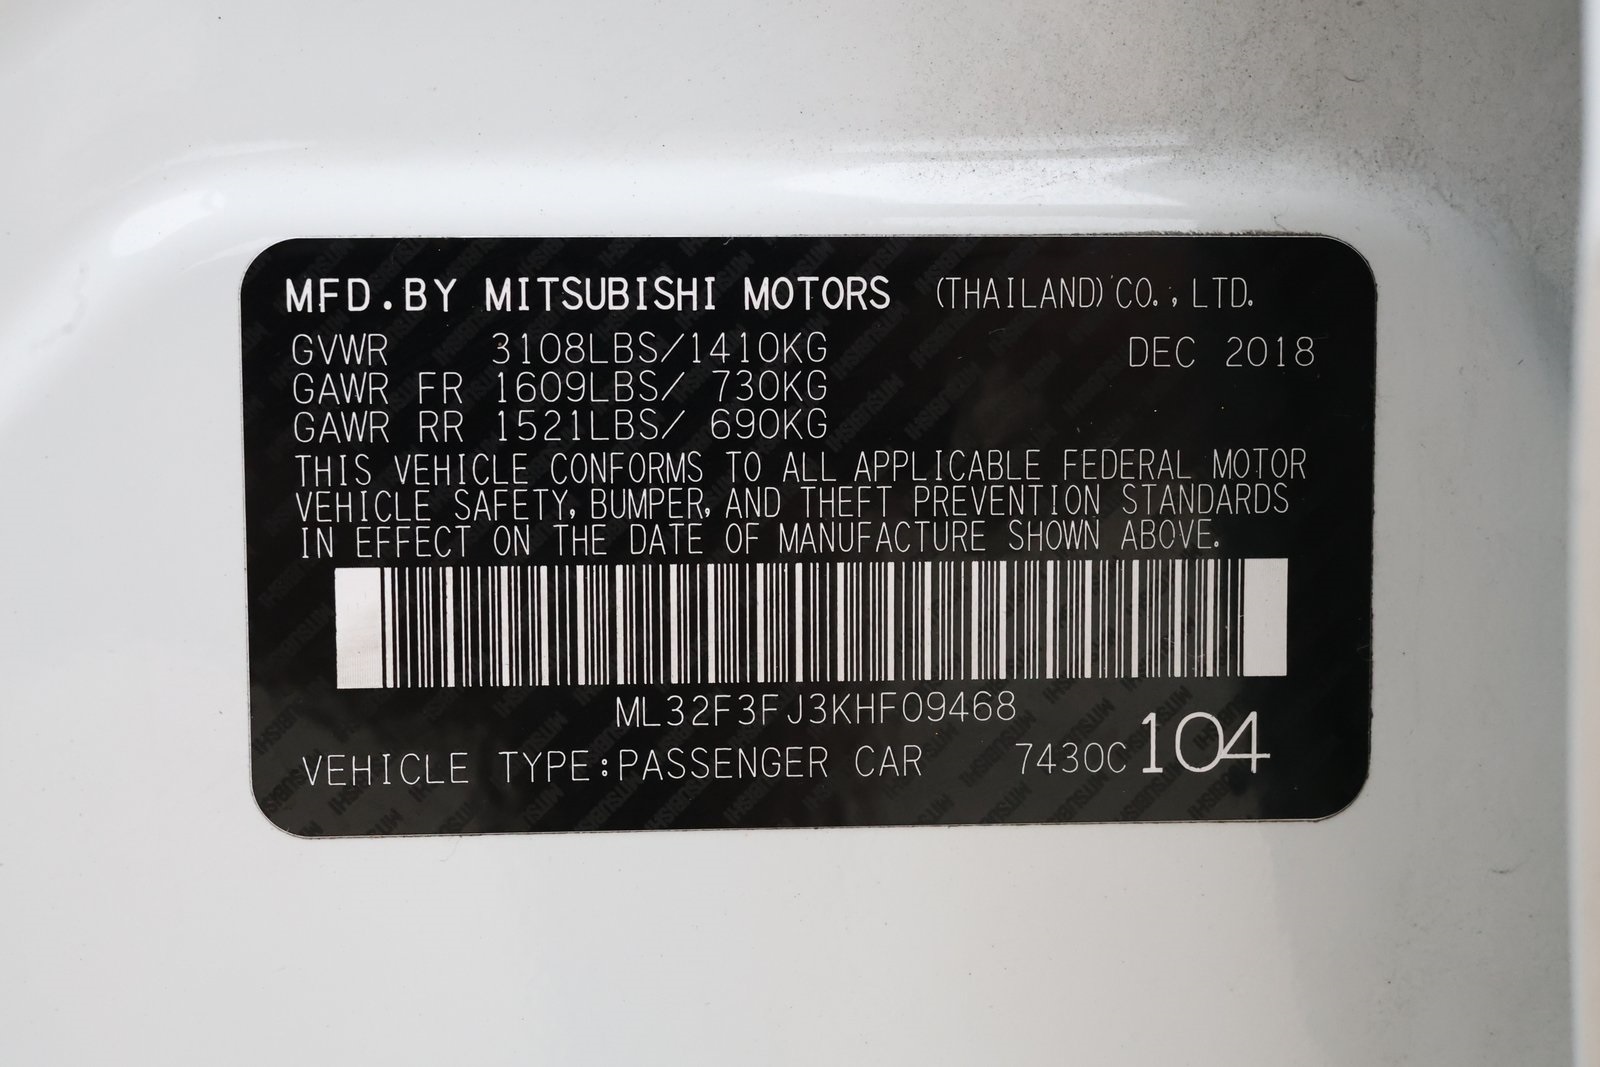 MFD.BY MITSUBISHI MOTORS (THAILAND)CO.,LTD.
GVWR 3108LBS/1410KG DEC 2018
GAWR FR 1609LBS/ 730KG
GAWR RR 1521LBS/ 690KG
THIS VEHICLE CONFORMS TO ALL APPLICABLE FEDERAL MOTOR
VEHICLE SAFETY, BUMPER, AND THEFT PREVENTION STANDARDS
IN EFFECT ON THE DATE OF MANUFACTURE SHOWN ABOVE.
ML32F3FJ3KHF09468
VEHICLE TYPE:PASSENGER CAR 7430C 104